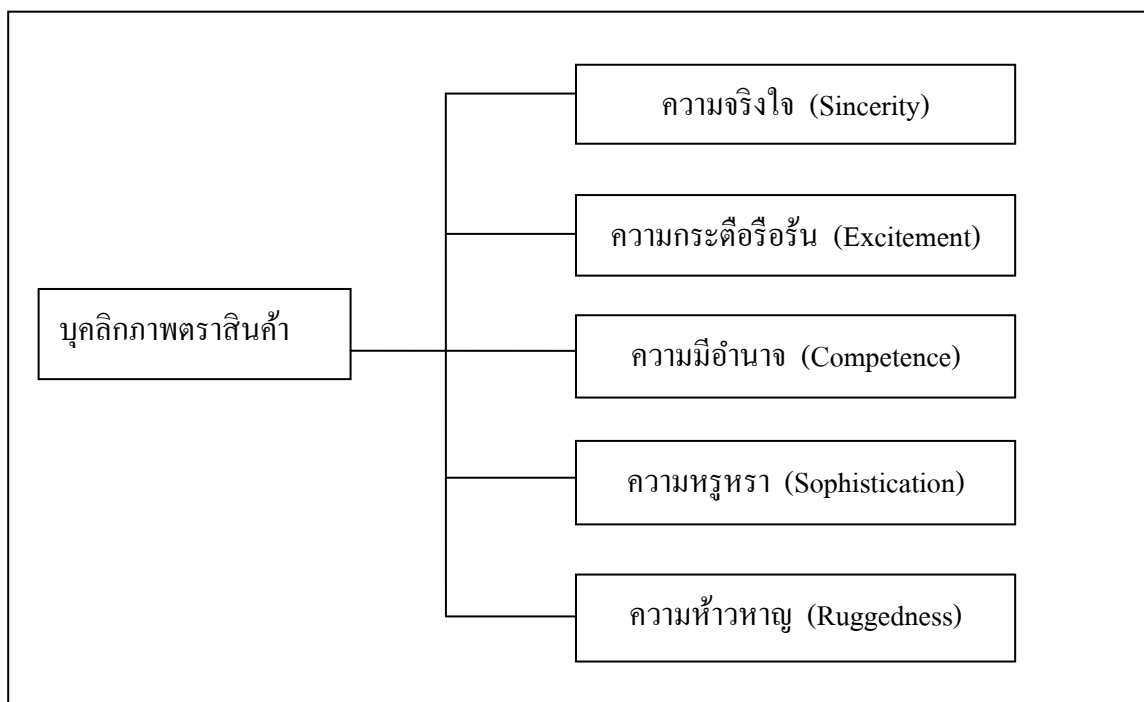 ความจริงใจ (Sincerity)
ความกระตือรือร้น (Excitement)
บุคลิกภาพตราสินค้า
ความมีอำนาจ (Competence)
ความหรูหรา (Sophistication)
ความห้าวหาญ (Ruggedness)